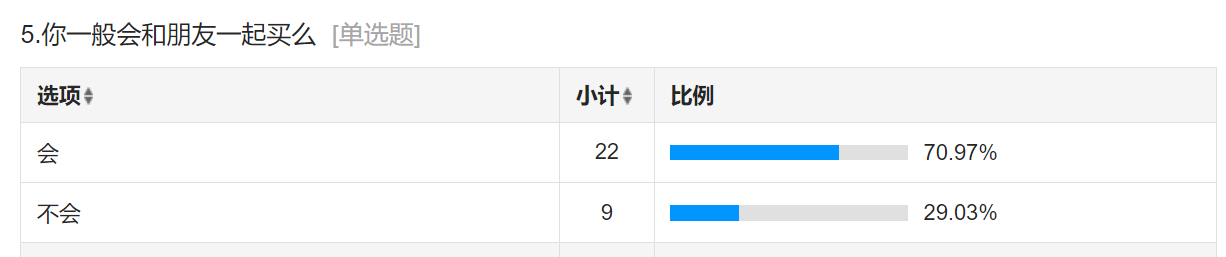 5.你一般会和朋友一起买么 [单选题]
选项 小计 比例
会 22 70.97%
不会 9 29.03%